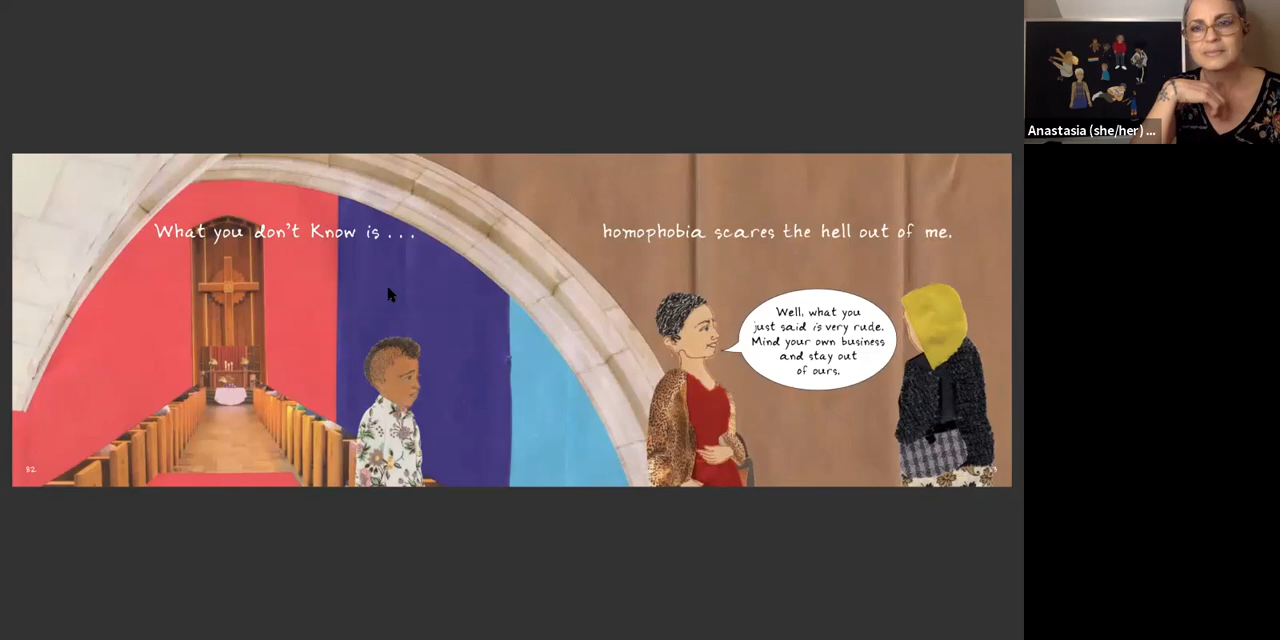 What you don't Know is . . .
homophobia scares the hell out of me.
Well, what you
just said is very rude.
Mind your own business
and stay out
of ours.
52
Anastasia (she/her) ...